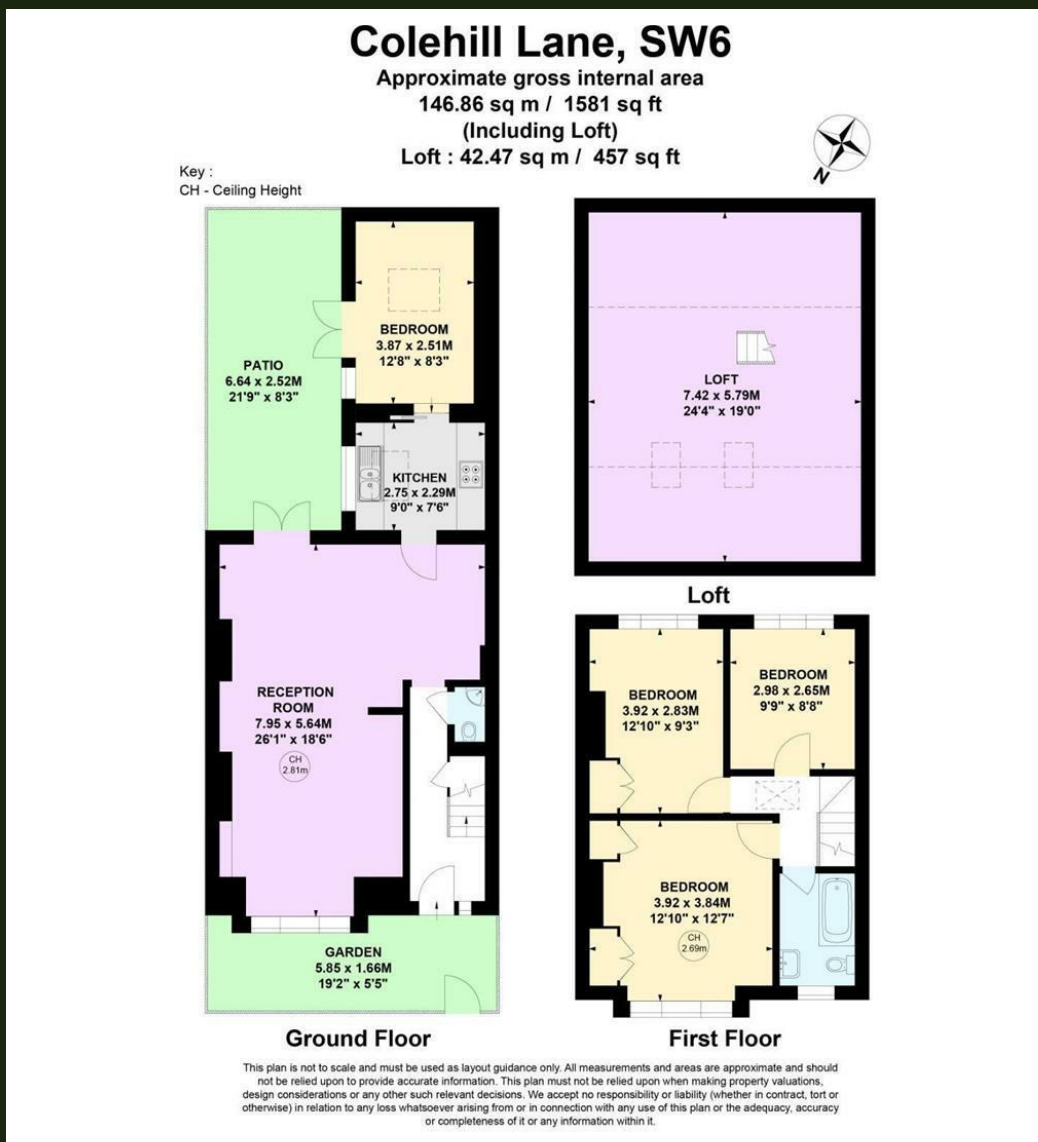 Colehill Lane, SW6
Approximate gross internal area
146.86 sq m / 1581 sq ft
(Including Loft)
Loft : 42.47 sq m / 457 sq ft
Key :
CH - Ceiling Height
N
BEDROOM
3.87 x 2.51M
12'8" x 8'3"
PATIO
6.64 x 2.52M
21'9" x 8'3"
KITCHEN
2.75 x 2.29M
9'0" x 7'6"
RECEPTION
ROOM
7.95 x 5.64M
26'1" x 18'6"
CH
2.81m
GARDEN
5.85 x 1.66M
19'2" x 5'5"
Ground Floor
LOFT
7.42 x 5.79M
24'4" x 19'0"
Loft
BEDROOM
3.92 x 2.83M
12'10" x 9'3"
BEDROOM
2.98 x 2.65M
9'9" x 8'8"
BEDROOM
3.92 x 3.84M
12'10" x 12'7"
CH
2.69m
First Floor
This plan is not to scale and must be used as layout guidance only. All measurements and areas are approximate and should
not be relied upon to provide accurate information. This plan must not be relied upon when making property valuations,
design considerations or any other such relevant decisions. We accept no responsibility or liability (whether in contract, tort or
otherwise) in relation to any loss whatsoever arising from or in connection with any use of this plan or the adequacy, accuracy
or completeness of it or any information within it.